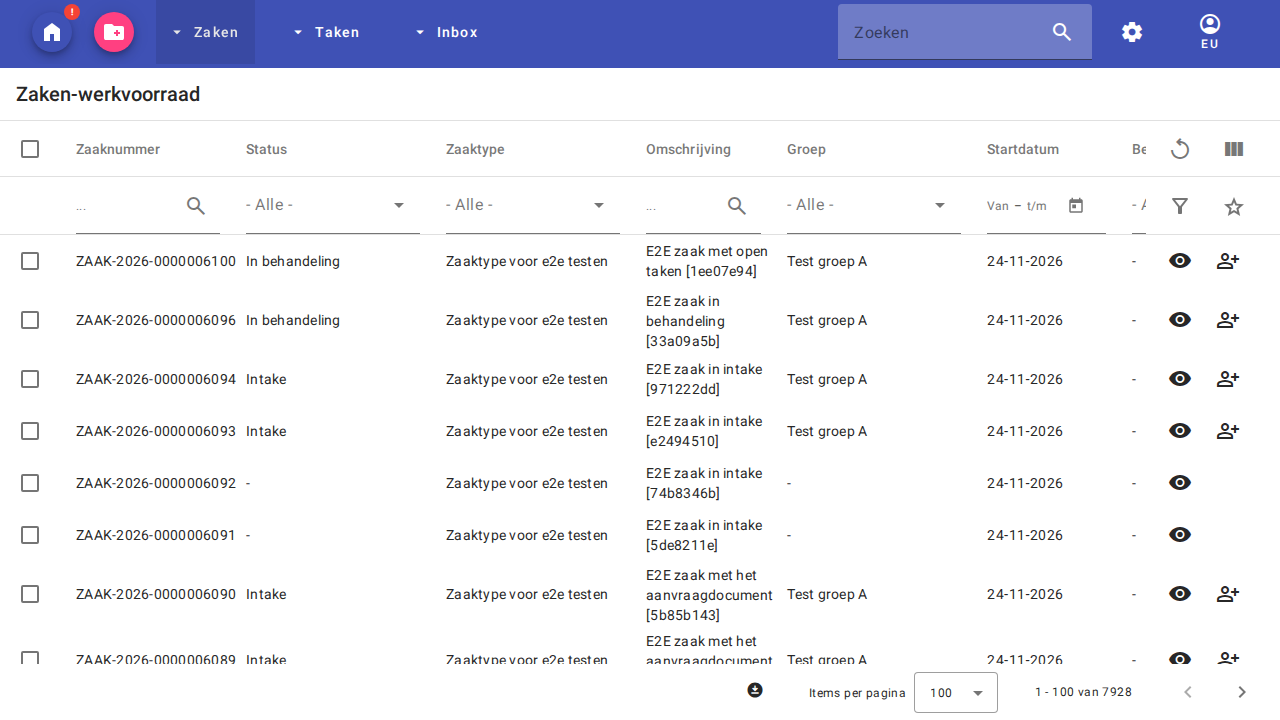 !
Zaken
Taken
Inbox
Zoeken
EU
Zaken-werkvoorraad
Zaaknummer Status Zaaktype Omschrijving Groep Startdatum Be
... - Alle - - Alle - ... - Alle - Van – t/m - A
ZAAK-2026-0000006100 In behandeling Zaaktype voor e2e testen E2E zaak met open taken [1ee07e94] Test groep A 24-11-2026 -
ZAAK-2026-0000006096 In behandeling Zaaktype voor e2e testen E2E zaak in behandeling [33a09a5b] Test groep A 24-11-2026 -
ZAAK-2026-0000006094 Intake Zaaktype voor e2e testen E2E zaak in intake [971222dd] Test groep A 24-11-2026 -
ZAAK-2026-0000006093 Intake Zaaktype voor e2e testen E2E zaak in intake [e2494510] Test groep A 24-11-2026 -
ZAAK-2026-0000006092 - Zaaktype voor e2e testen E2E zaak in intake [74b8346b] - 24-11-2026 -
ZAAK-2026-0000006091 - Zaaktype voor e2e testen E2E zaak in intake [5de8211e] - 24-11-2026 -
ZAAK-2026-0000006090 Intake Zaaktype voor e2e testen E2E zaak met het aanvraagdocument [5b85b143] Test groep A 24-11-2026 -
ZAAK-2026-0000006089 Intake Zaaktype voor e2e testen E2E zaak met het aanvraagdocument Test groep A 24-11-2026 -
Items per pagina 100 1 - 100 van 7928